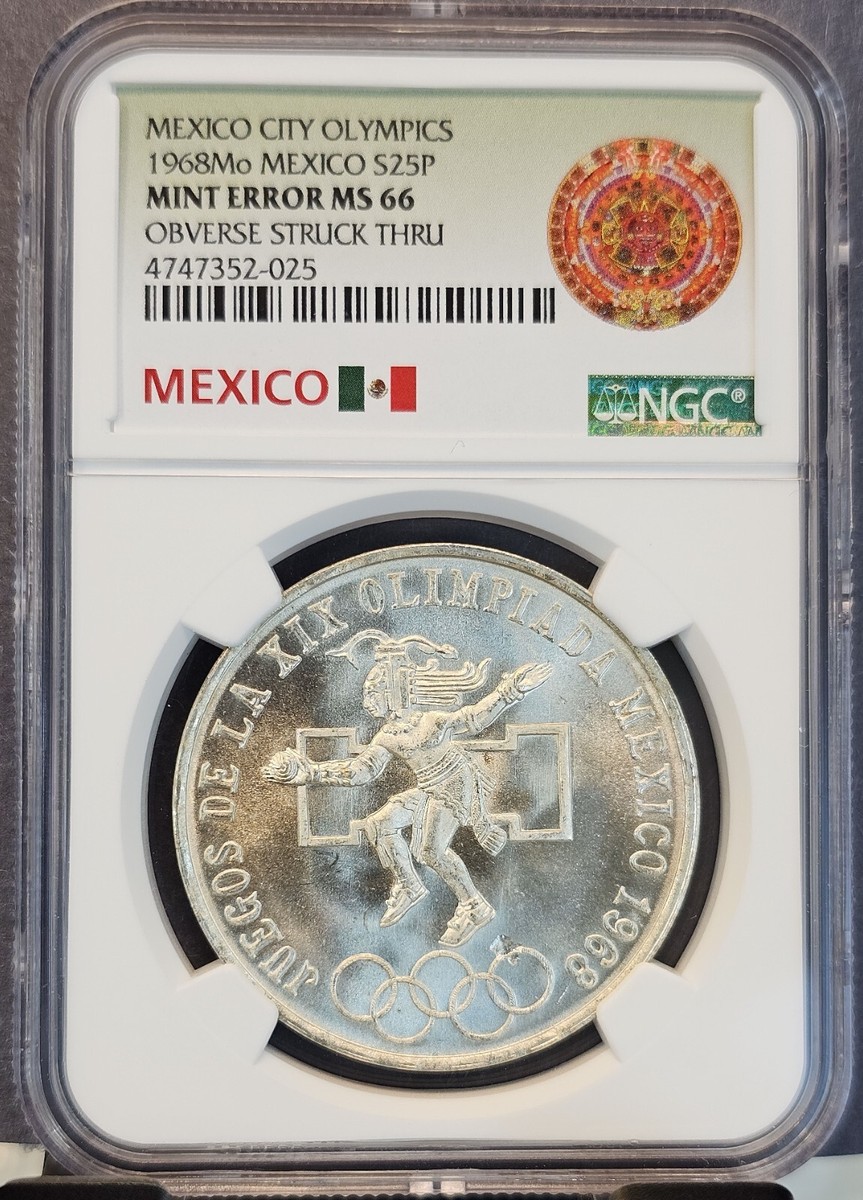 MEXICO CITY OLYMPICS
1968Mo MEXICO S25P
MINT ERROR MS 66
OBVERSE STRUCK THRU
4747352-025
MEXICO
NGC®
JUEGOS DE LA XIX OLIMPIADA MEXICO 1968